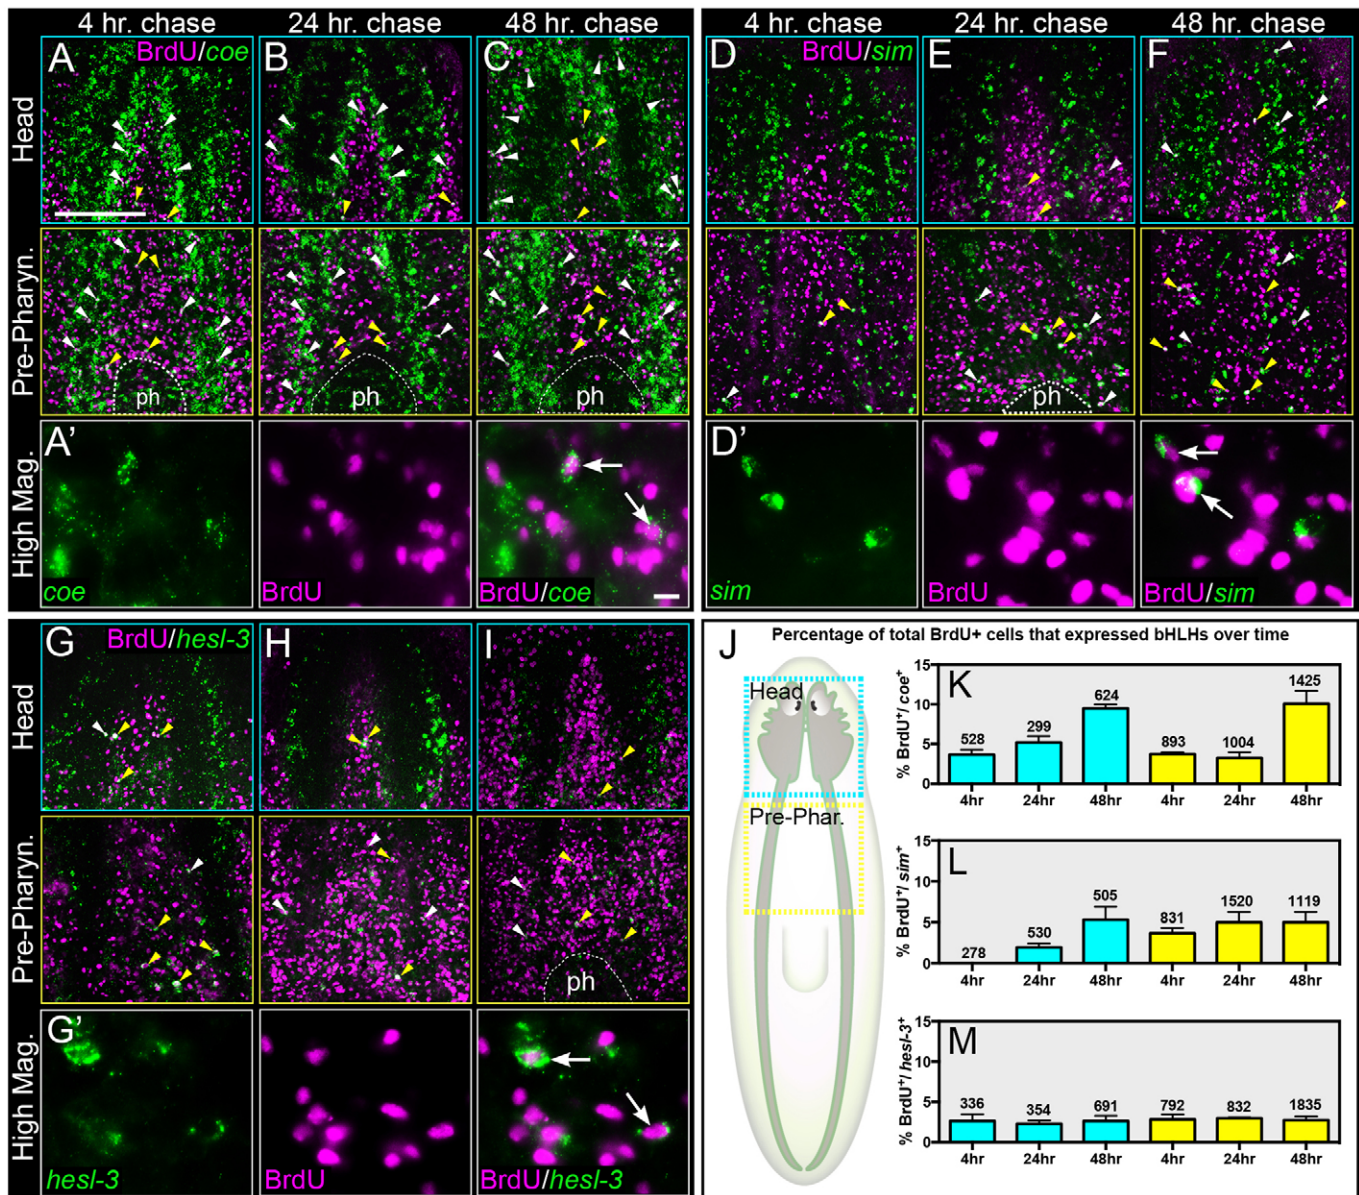 4 hr. chase 24 hr. chase 48 hr. chase
Head
A BrdU/coe B C
Pre-Pharyn.
ph ph ph
High Mag.
A'
coe BrdU BrdU/coe
4 hr. chase 24 hr. chase 48 hr. chase
D BrdU/sim E F
ph
D'
sim BrdU BrdU/sim
Head
G BrdU/hesl-3 H I
Pre-Pharyn.
ph
High Mag.
G'
hesl-3 BrdU BrdU/hesl-3
J Percentage of total BrdU+ cells that expressed bHLHs over time
Head
Pre-Phar.
K
% BrdU+/ coe+
15
10
5
0
528 299 624 893 1004 1425
4hr 24hr 48hr 4hr 24hr 48hr
L
% BrdU+/ sim+
15
10
5
0
278 530 505 831 1520 1119
4hr 24hr 48hr 4hr 24hr 48hr
M
% BrdU+/ hesl-3+
15
10
5
0
336 354 691 792 832 1835
4hr 24hr 48hr 4hr 24hr 48hr